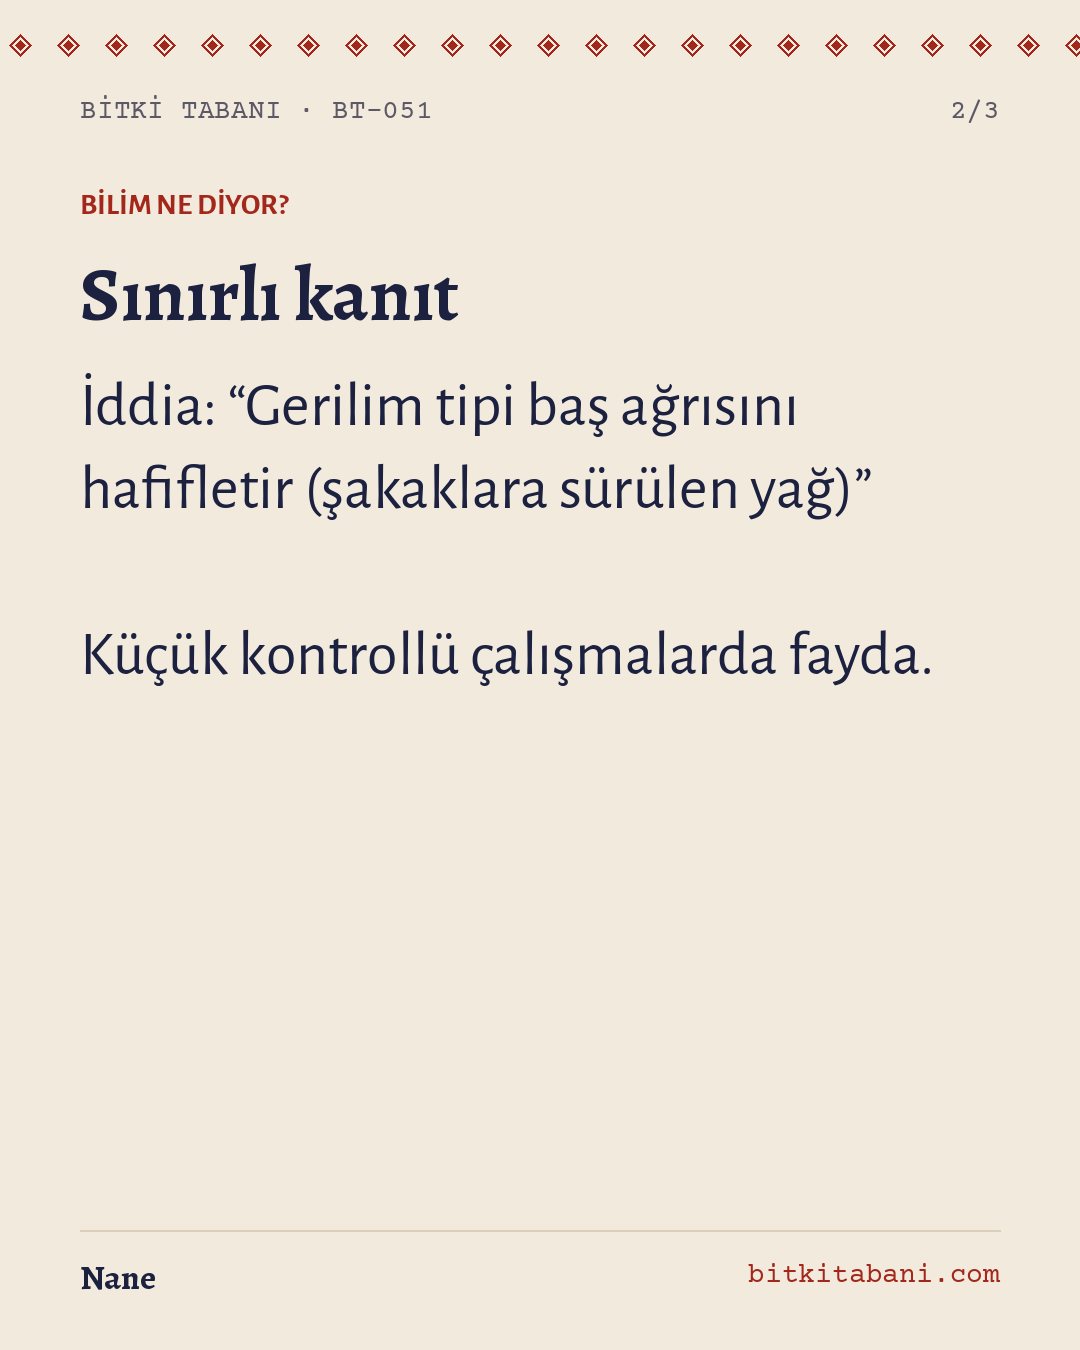 BİTKİ TABANI · BT-051
2/3
BİLİM NE DİYOR?
Sınırlı kanıt
İddia: “Gerilim tipi baş ağrısını
hafifletir (şakaklara sürülen yağ)”
Küçük kontrollü çalışmalarda fayda.
Nane
bitkitabani.com